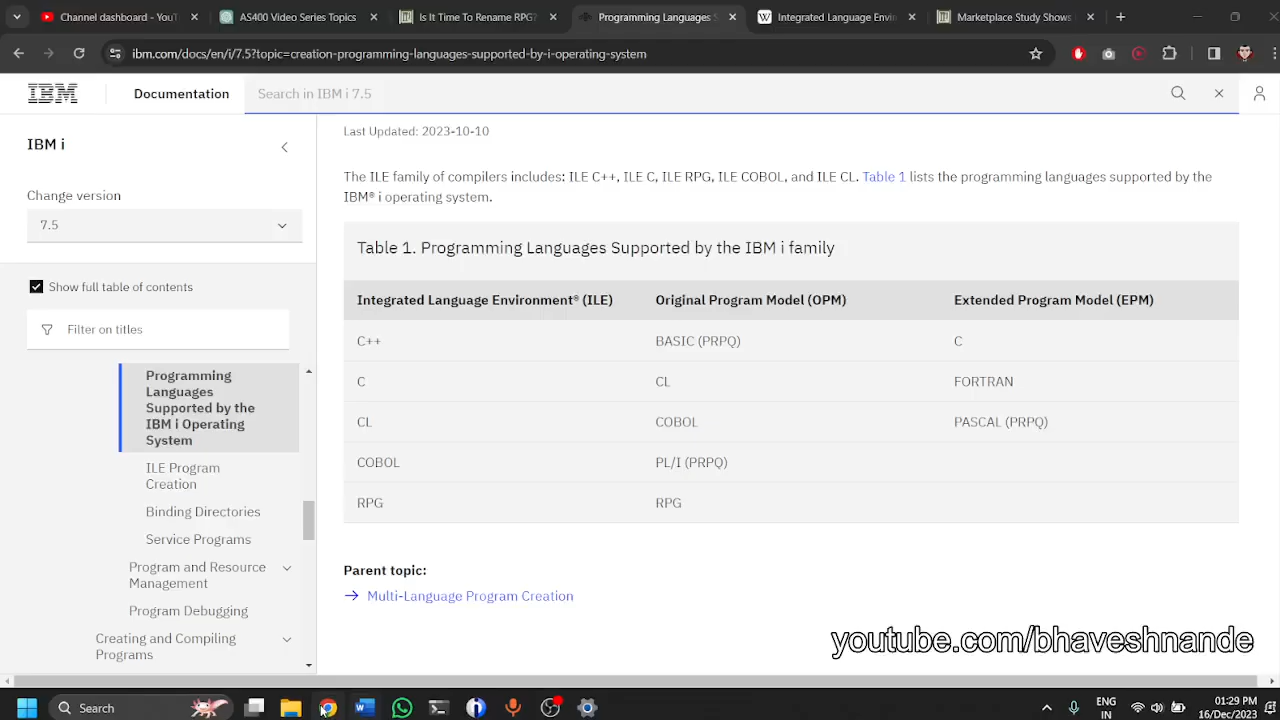 Channel dashboard - YouT
AS400 Video Series Topics
Is It Time To Rename RPG?
Programming Languages S
Integrated Language Envir
Marketplace Study Shows
ibm.com/docs/en/i/7.5?topic=creation-programming-languages-supported-by-i-operating-system
IBM
Documentation
Search in IBM i 7.5
IBM i
Change version
7.5
Show full table of contents
Filter on titles
Programming
Languages
Supported by the
IBM i Operating
System
ILE Program
Creation
Binding Directories
Service Programs
Program and Resource
Management
Program Debugging
Creating and Compiling
Programs
Last Updated: 2023-10-10
The ILE family of compilers includes: ILE C++, ILE C, ILE RPG, ILE COBOL, and ILE CL. Table 1 lists the programming languages supported by the
IBM® i operating system.
Table 1. Programming Languages Supported by the IBM i family
Integrated Language Environment® (ILE) Original Program Model (OPM) Extended Program Model (EPM)
C++ BASIC (PRPQ) C
C CL FORTRAN
CL COBOL PASCAL (PRPQ)
COBOL PL/I (PRPQ)
RPG RPG
Parent topic:
→ Multi-Language Program Creation
youtube.com/bhaveshnande
Search
ENG
IN
01:29 PM
16/Dec/2023